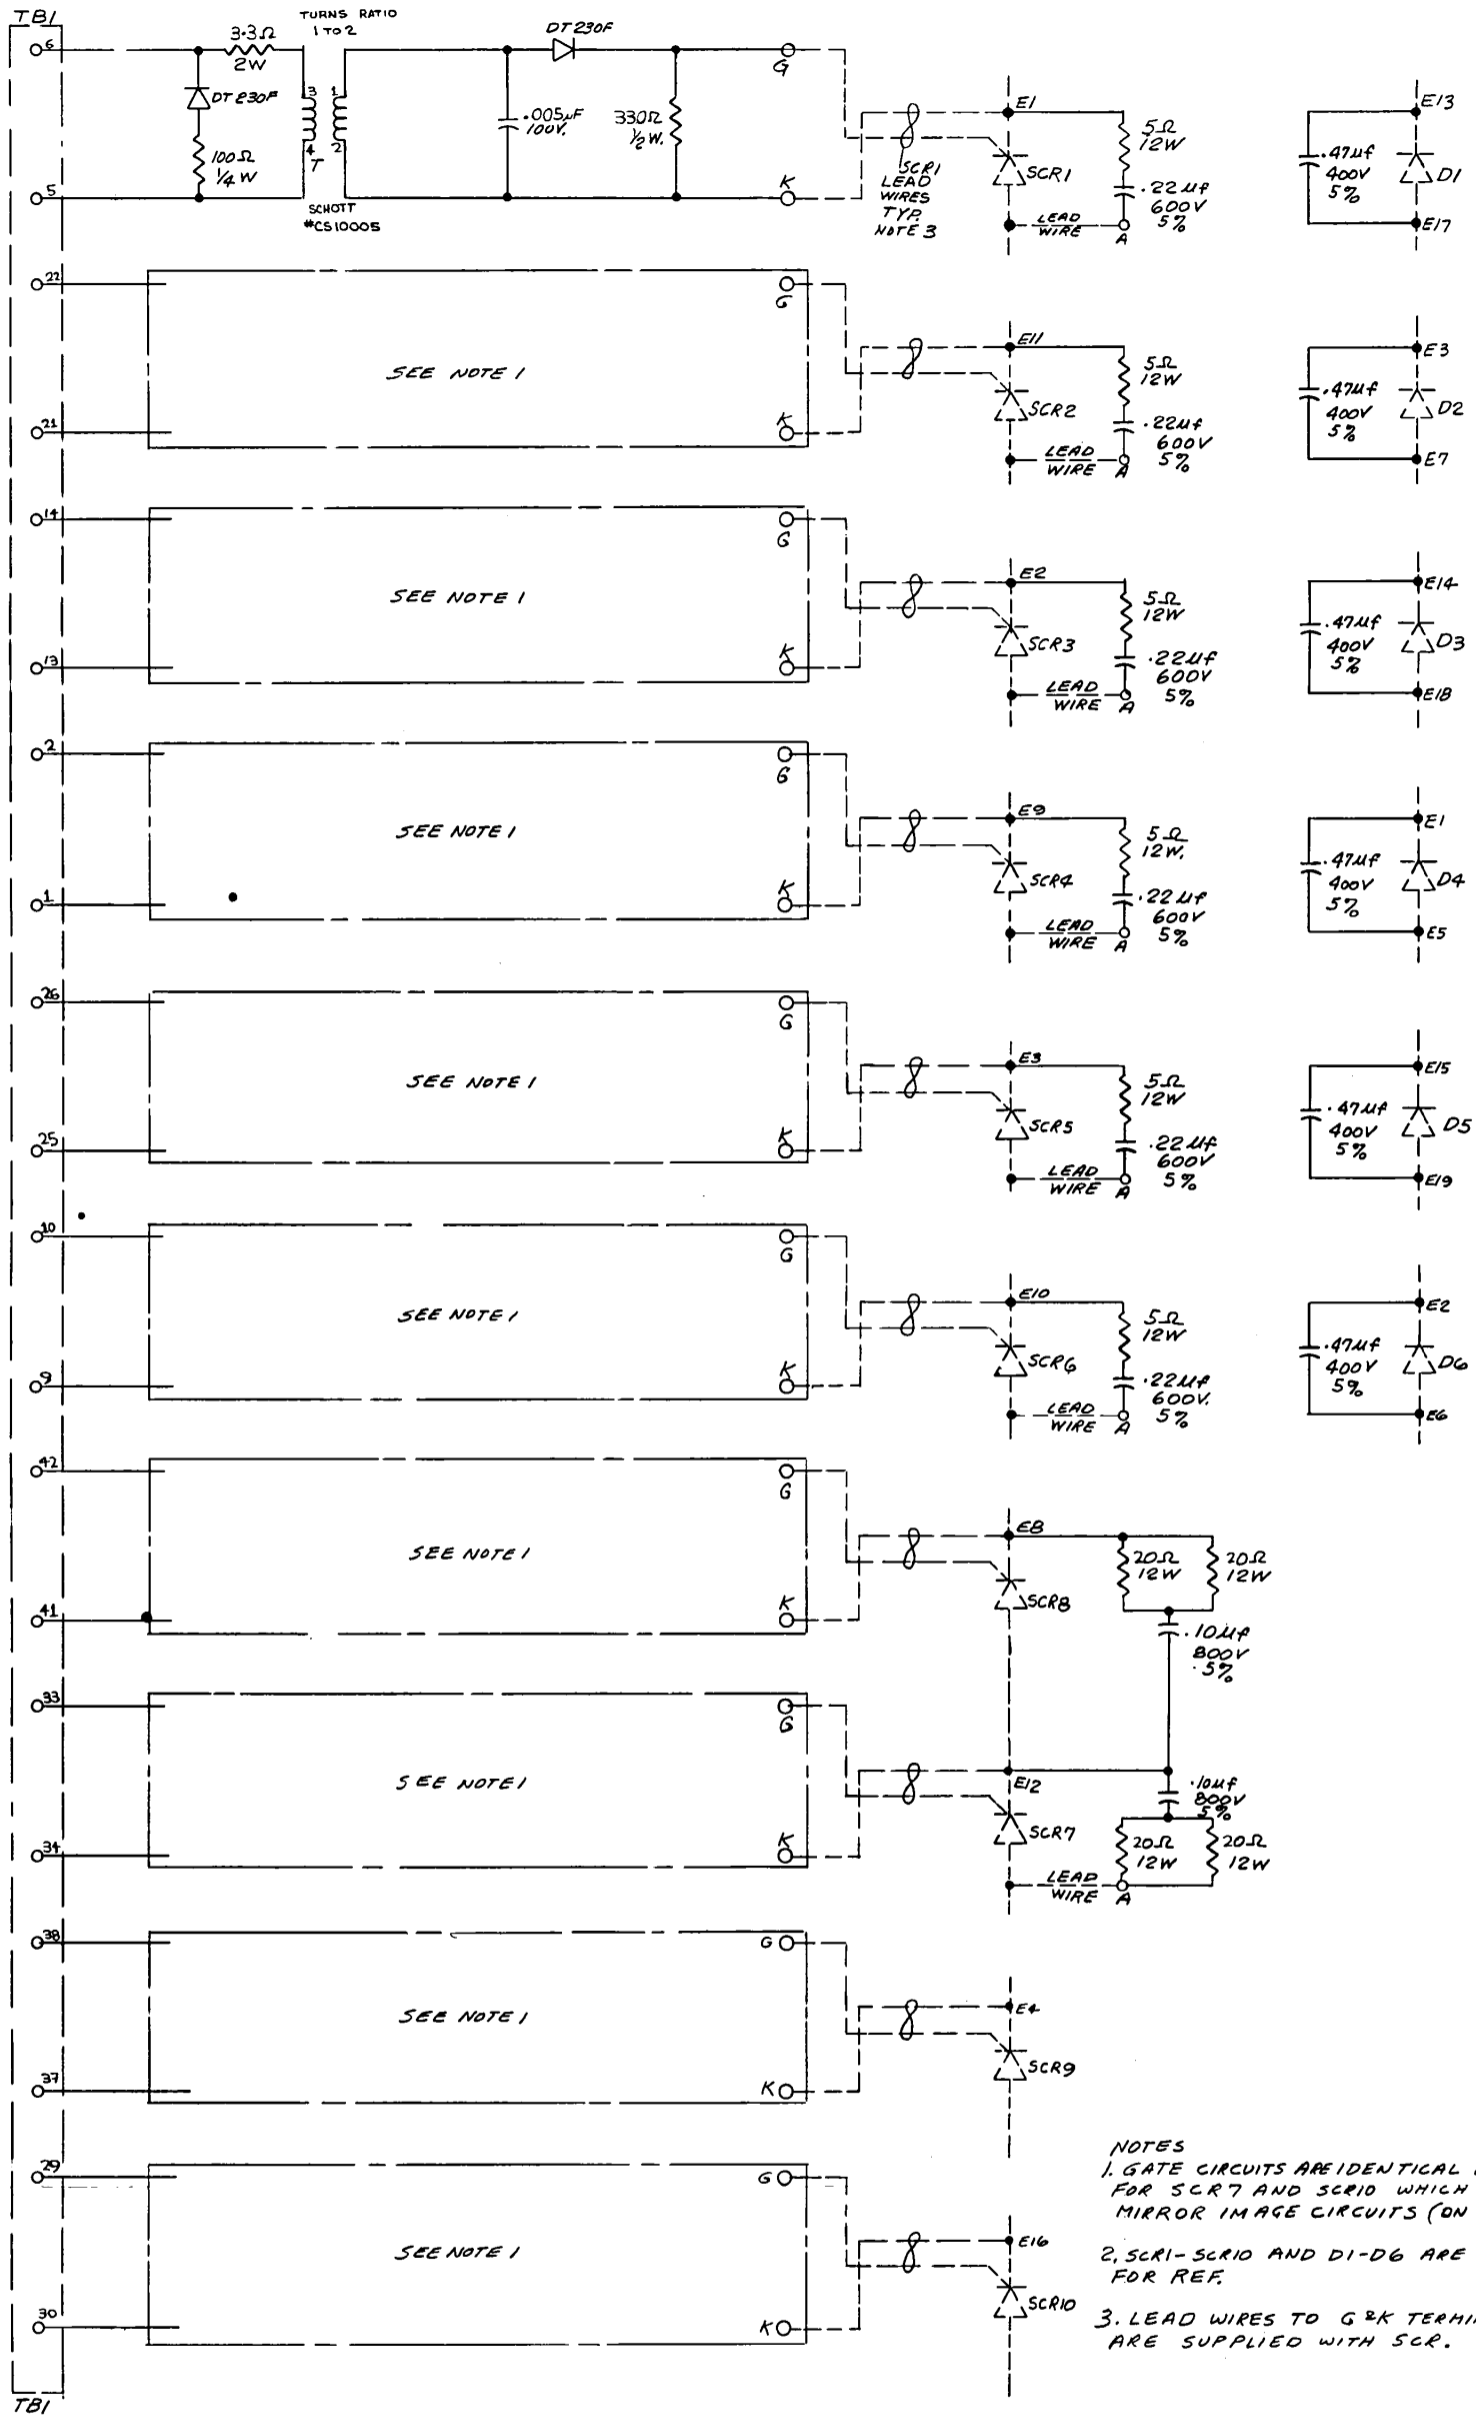 TB1
6
3.3Ω
2W
TURNS RATIO
1 TO 2
DT230F
G
DT230F
3
1
.005µF
100V.
330Ω
1/2 W.
100Ω
1/4 W
4
2
T
5
SCHOTT
#CS10005
K
SCR1
LEAD
WIRES
TYP.
NOTE 3
E1
SCR1
5Ω
12W
.22µf
600V
5%
LEAD
WIRE
A
E13
.47µf
400V
5%
D1
E17
22
G
SEE NOTE 1
21
K
E11
SCR2
5Ω
12W
.22µf
600V
5%
LEAD
WIRE
A
E3
.47µf
400V
5%
D2
E7
14
G
SEE NOTE 1
13
K
E2
SCR3
5Ω
12W
.22µf
600V
5%
LEAD
WIRE
A
E14
.47µf
400V
5%
D3
E18
2
G
SEE NOTE 1
1
K
E9
SCR4
5Ω
12W.
.22µf
600V
5%
LEAD
WIRE
A
E1
.47µf
400V
5%
D4
E5
26
G
SEE NOTE 1
25
K
E3
SCR5
5Ω
12W
.22µf
600V
5%
LEAD
WIRE
A
E15
.47µf
400V
5%
D5
E19
10
G
SEE NOTE 1
9
K
E10
SCR6
5Ω
12W
.22µf
600V.
5%
LEAD
WIRE
A
E2
.47µf
400V
5%
D6
E6
42
G
SEE NOTE 1
41
K
E8
SCR8
20Ω
12W
20Ω
12W
.10µf
800V
.5%
33
G
SEE NOTE 1
34
K
E12
SCR7
.10µf
800V
5%
20Ω
12W
20Ω
12W
LEAD
WIRE
A
38
G
SEE NOTE 1
37
K
E4
SCR9
29
G
SEE NOTE 1
30
K
E16
SCR10
TB1
NOTES
1. GATE CIRCUITS ARE IDENTICAL
FOR SCR7 AND SCR10 WHICH
MIRROR IMAGE CIRCUITS (ON
2. SCR1-SCR10 AND D1-D6 ARE
FOR REF.
3. LEAD WIRES TO G & K
ARE SUPPLIED WITH SCR.